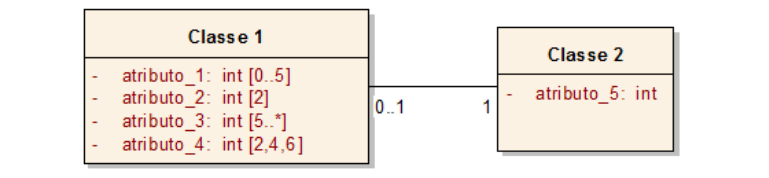 Classe 1
- atributo_1: int [0..5]
- atributo_2: int [2]
- atributo_3: int [5..*]
- atributo_4: int [2,4,6]
0..1
1
Classe 2
- atributo_5: int